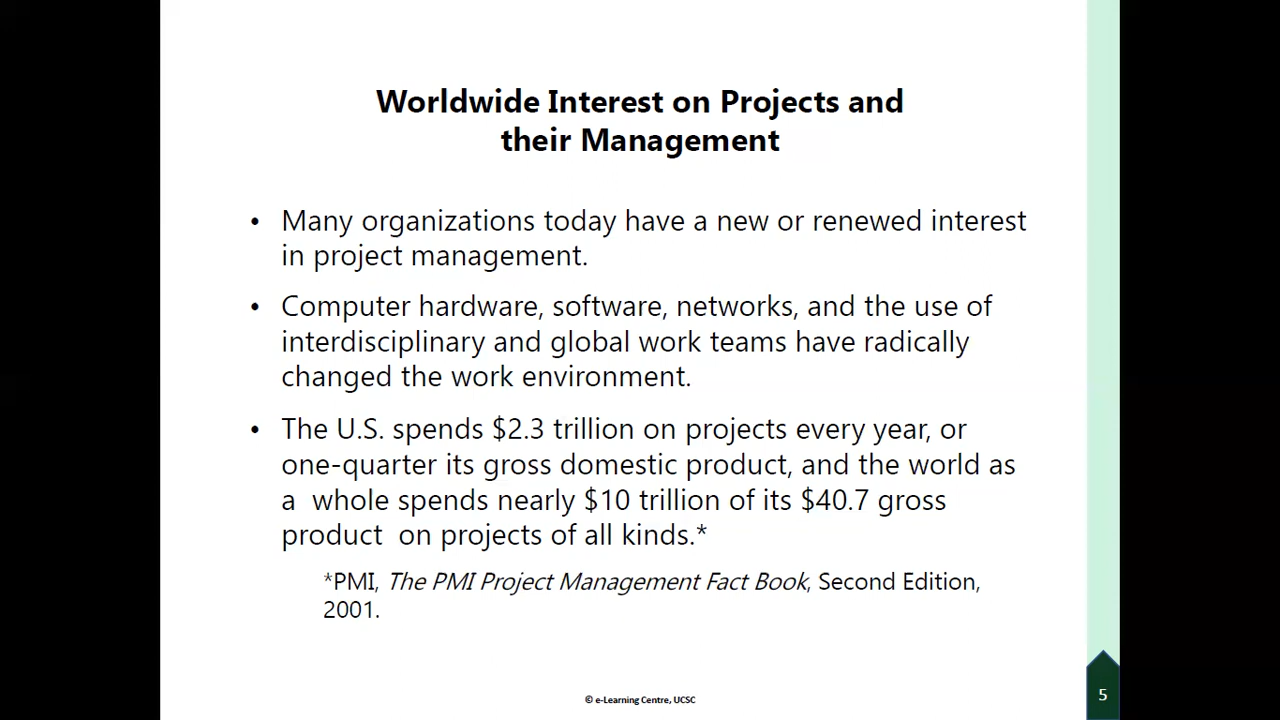 Worldwide Interest on Projects and
their Management
• Many organizations today have a new or renewed interest
in project management.
• Computer hardware, software, networks, and the use of
interdisciplinary and global work teams have radically
changed the work environment.
• The U.S. spends $2.3 trillion on projects every year, or
one-quarter its gross domestic product, and the world as
a  whole spends nearly $10 trillion of its $40.7 gross
product  on projects of all kinds.*
*PMI, The PMI Project Management Fact Book, Second Edition,
2001.
© e-Learning Centre, UCSC
5